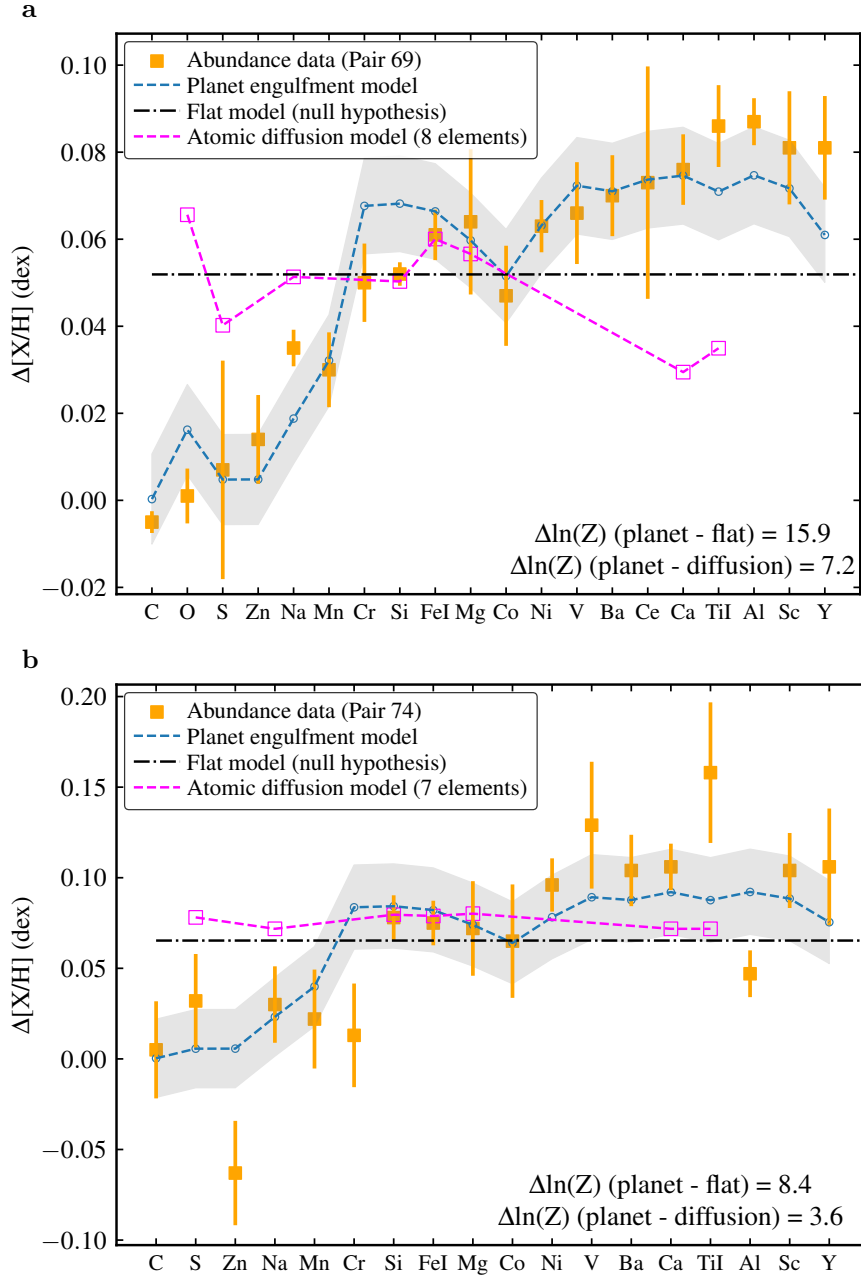 a
0.10
0.08
0.06
0.04
0.02
0.00
−0.02
Δ[X/H] (dex)
Abundance data (Pair 69)
Planet engulfment model
Flat model (null hypothesis)
Atomic diffusion model (8 elements)
Δln(Z) (planet - flat) = 15.9
Δln(Z) (planet - diffusion) = 7.2
C O S Zn Na Mn Cr Si FeI Mg Co Ni V Ba Ce Ca TiI Al Sc Y
b
0.20
0.15
0.10
0.05
0.00
−0.05
−0.10
Δ[X/H] (dex)
Abundance data (Pair 74)
Planet engulfment model
Flat model (null hypothesis)
Atomic diffusion model (7 elements)
Δln(Z) (planet - flat) = 8.4
Δln(Z) (planet - diffusion) = 3.6
C S Zn Na Mn Cr Si FeI Mg Co Ni V Ba Ca TiI Al Sc Y